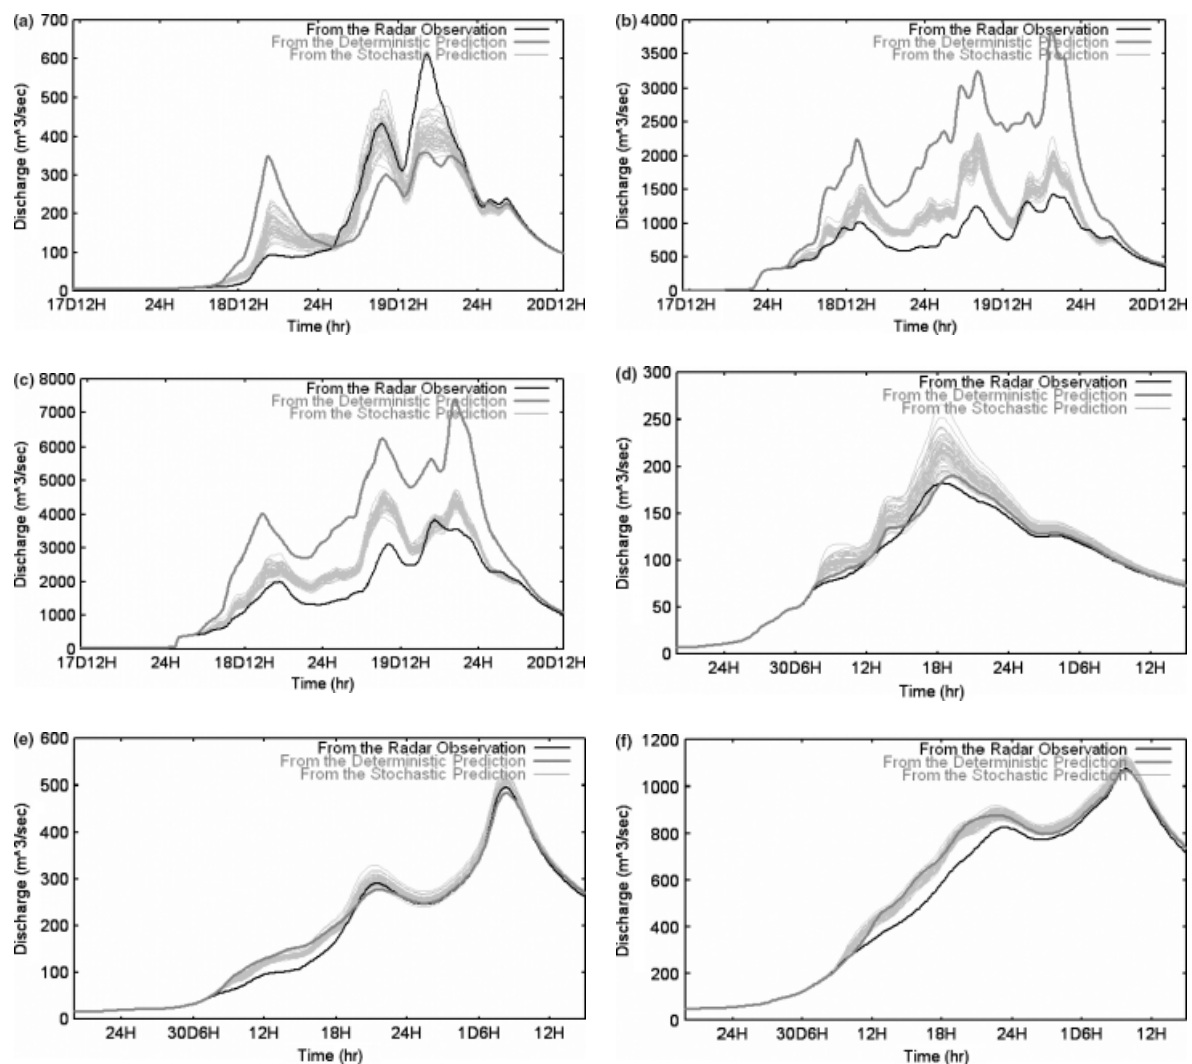 (a)
From the Radar Observation
From the Deterministic Prediction
From the Stochastic Prediction
700
600
500
400
300
200
100
0
Discharge (m^3/sec)
17D12H 24H 18D12H 24H 19D12H 24H 20D12H
Time (hr)
(b)
From the Radar Observation
From the Deterministic Prediction
From the Stochastic Prediction
4000
3500
3000
2500
2000
1500
1000
500
0
Discharge (m^3/sec)
17D12H 24H 18D12H 24H 19D12H 24H 20D12H
Time (hr)
(c)
From the Radar Observation
From the Deterministic Prediction
From the Stochastic Prediction
8000
7000
6000
5000
4000
3000
2000
1000
0
Discharge (m^3/sec)
17D12H 24H 18D12H 24H 19D12H 24H 20D12H
Time (hr)
(d)
From the Radar Observation
From the Deterministic Prediction
From the Stochastic Prediction
300
250
200
150
100
50
0
Discharge (m^3/sec)
24H 30D6H 12H 18H 24H 1D6H 12H
Time (hr)
(e)
From the Radar Observation
From the Deterministic Prediction
From the Stochastic Prediction
600
500
400
300
200
100
0
Discharge (m^3/sec)
24H 30D6H 12H 18H 24H 1D6H 12H
Time (hr)
(f)
From the Radar Observation
From the Deterministic Prediction
From the Stochastic Prediction
1200
1000
800
600
400
200
0
Discharge (m^3/sec)
24H 30D6H 12H 18H 24H 1D6H 12H
Time (hr)